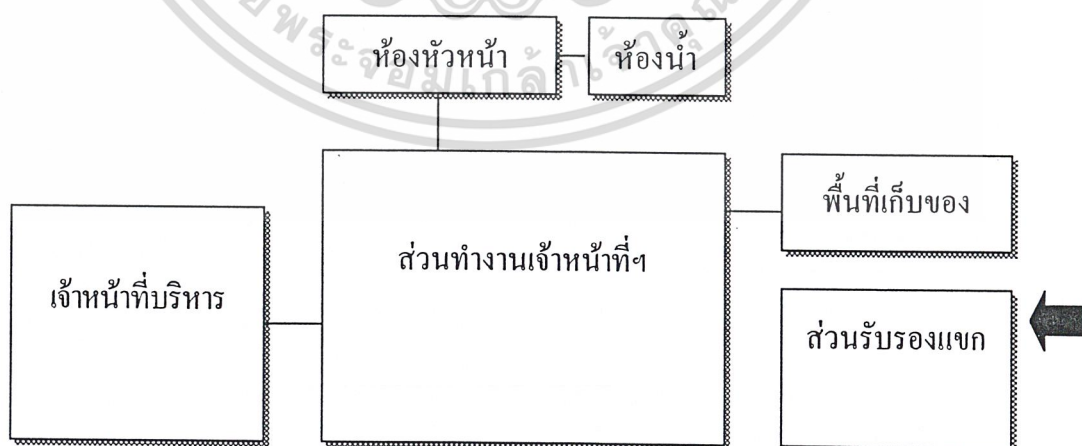 ห้องหัวหน้า
ห้องน้ำ
พื้นที่เก็บของ
ส่วนทำงานเจ้าหน้าที่ฯ
เจ้าหน้าที่บริหาร
ส่วนรับรองแขก